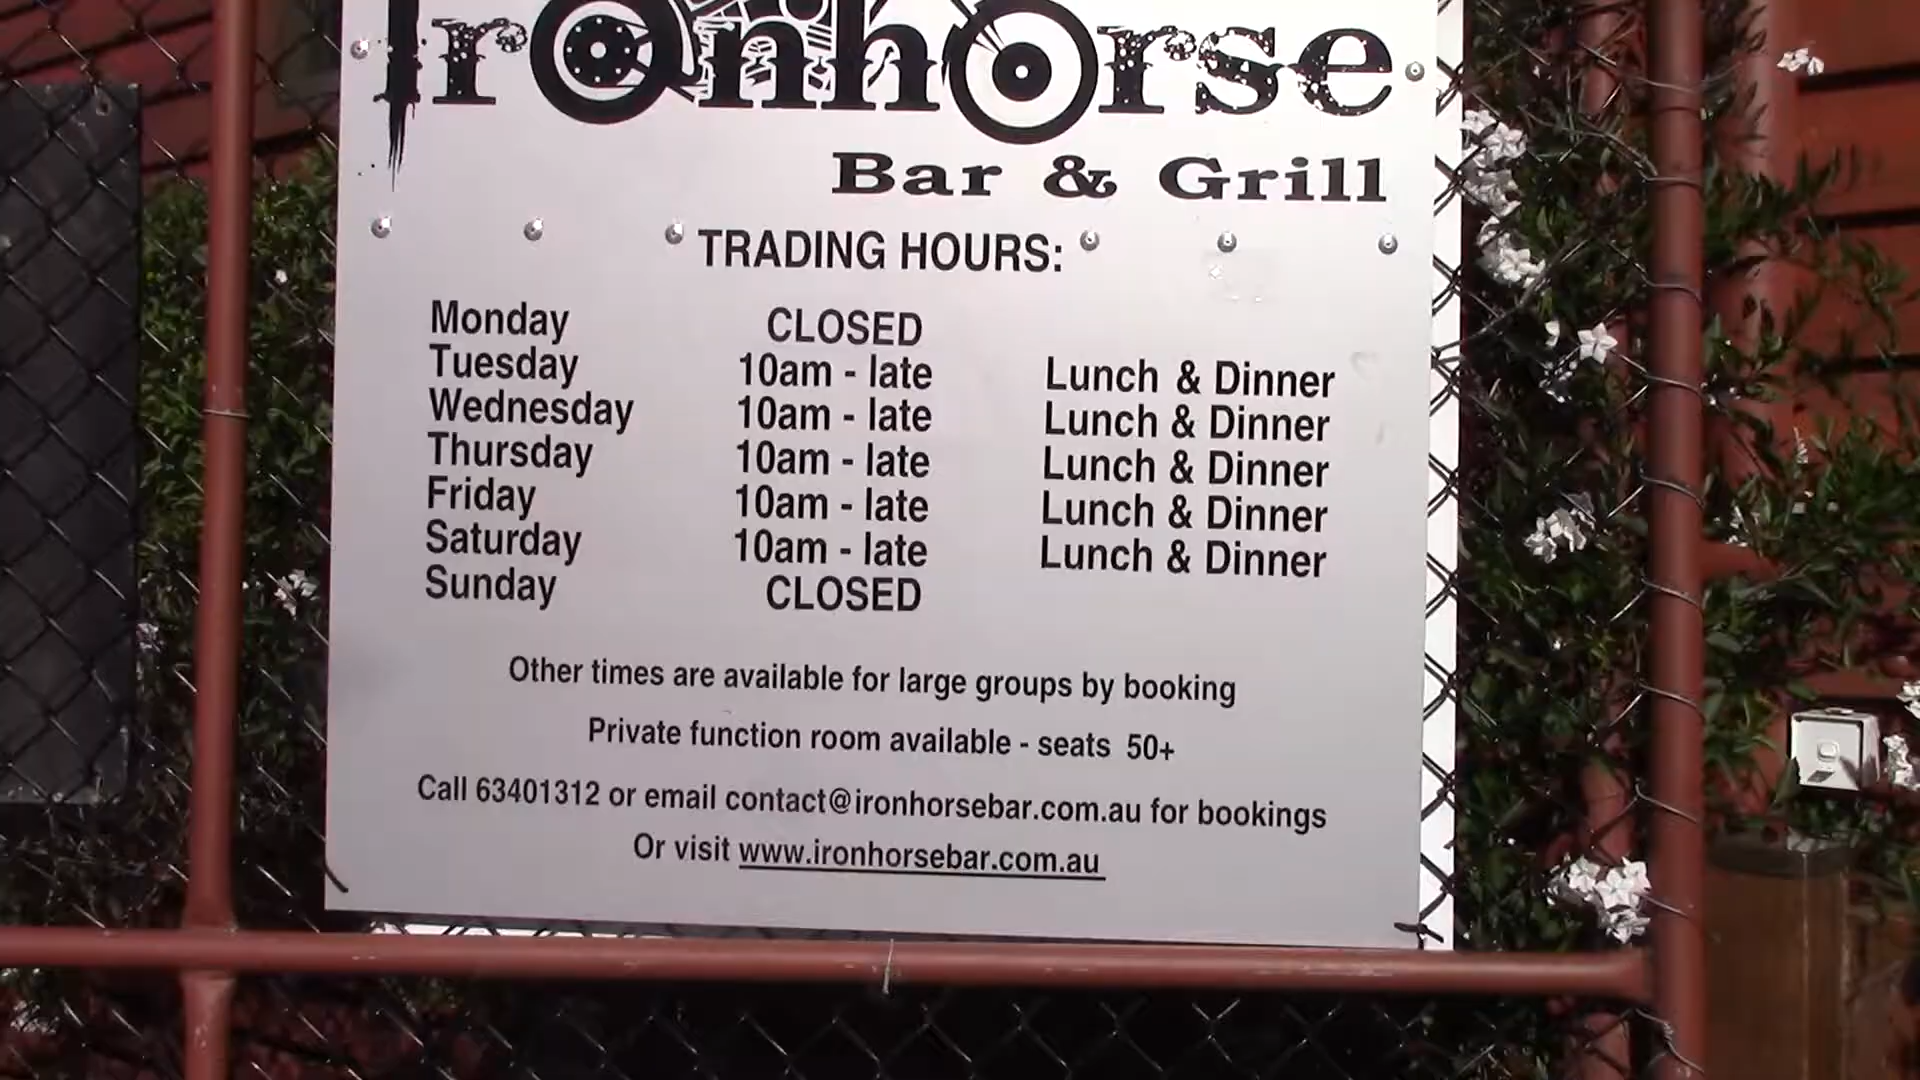 Ironhorse
Bar & Grill
TRADING HOURS:
Monday CLOSED
Tuesday 10am - late Lunch & Dinner
Wednesday 10am - late Lunch & Dinner
Thursday 10am - late Lunch & Dinner
Friday 10am - late Lunch & Dinner
Saturday 10am - late Lunch & Dinner
Sunday CLOSED
Other times are available for large groups by booking
Private function room available - seats 50+
Call 63401312 or email contact@ironhorsebar.com.au for bookings
Or visit www.ironhorsebar.com.au